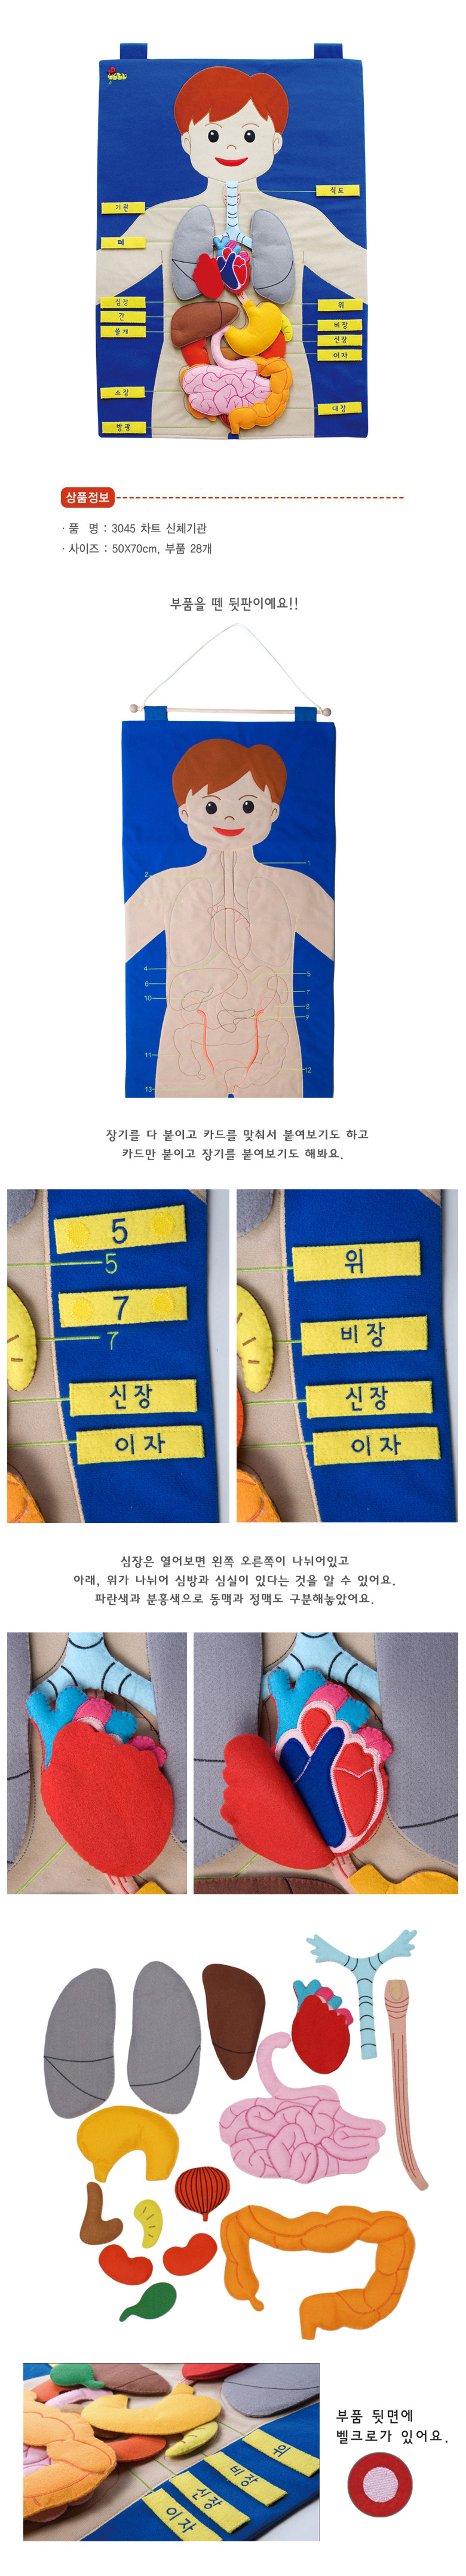 식도
기관
폐
심장
간
쓸개
위
비장
신장
이자
소장
대장
방광
상품정보
· 품 명 : 3045 차트 신체기관
· 사이즈 : 50X70cm, 부품 28개
부품을 뗀 뒷판이예요!!
1
2
4
5
6
7
10
8
9
11
12
13
장기를 다 붙이고 카드를 맞춰서 붙여보기도 하고
카드만 붙이고 장기를 붙여보기도 해봐요.
5
5
7
7
신장
이자
위
비장
신장
이자
심장은 열어보면 왼쪽 오른쪽이 나뉘어있고
아래, 위가 나뉘어 심방과 심실이 있다는 것을 알 수 있어요.
파란색과 분홍색으로 동맥과 정맥도 구분해놓았어요.
위
비장
신장
이자
부품 뒷면에
벨크로가 있어요.